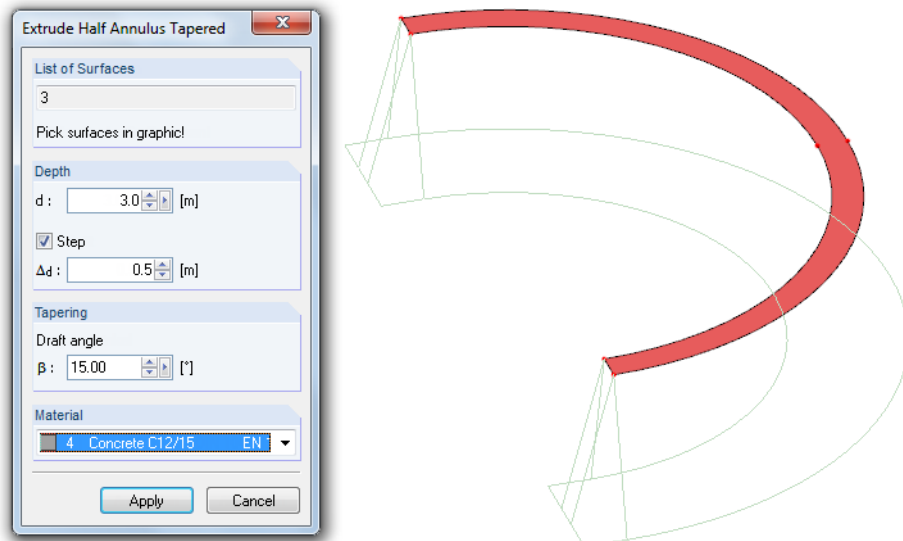 Extrude Half Annulus Tapered
List of Surfaces
3
Pick surfaces in graphic!
Depth
d : 3.0 [m]
Step
Δd : 0.5 [m]
Tapering
Draft angle
β : 15.00 [°]
Material
4 Concrete C12/15 EN
Apply Cancel